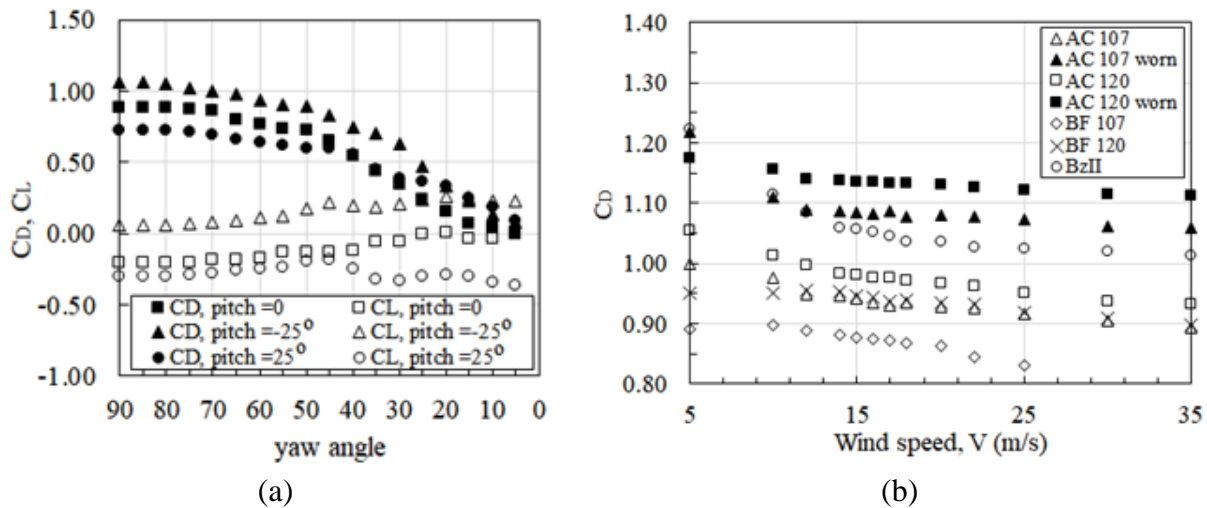 1.50
1.00
0.50
0.00
-0.50
-1.00
CD, CL
CD, pitch =0
CL, pitch =0
CD, pitch =-25°
CL, pitch =-25°
CD, pitch =25°
CL, pitch =25°
90 80 70 60 50 40 30 20 10 0
yaw angle
(a)
1.40
1.30
1.20
1.10
1.00
0.90
0.80
CD
AC 107
AC 107 worn
AC 120
AC 120 worn
BF 107
BF 120
BzII
5 15 25 35
Wind speed, V (m/s)
(b)